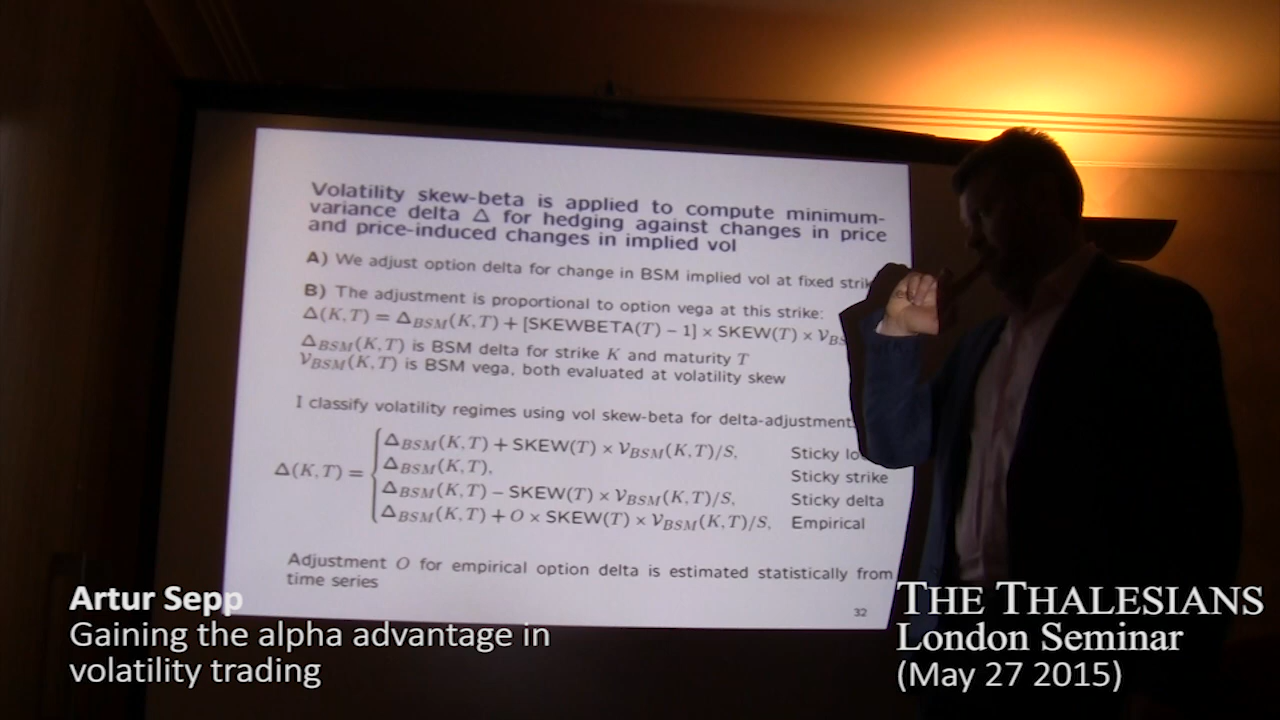 Volatility skew-beta is applied to compute minimum-
variance delta Δ for hedging against changes in price
and price-induced changes in implied vol
A) We adjust option delta for change in BSM implied vol at fixed
B) The adjustment is proportional to option vega at this strike:
Δ(K,T) = Δ_BSM(K,T) + [SKEWBETA(T) − 1] × SKEW(T) × V_BS
Δ_BSM(K,T) is BSM delta for strike K and maturity T
V_BSM(K,T) is BSM vega, both evaluated at volatility skew
I classify volatility regimes using vol skew-beta for delta-adjustment
Δ_BSM(K,T) + SKEW(T) × V_BSM(K,T)/S, Sticky
Δ(K,T) = { Δ_BSM(K,T), Sticky strike
Δ_BSM(K,T) − SKEW(T) × V_BSM(K,T)/S, Sticky delta
Δ_BSM(K,T) + O × SKEW(T) × V_BSM(K,T)/S, Empirical
Adjustment O for empirical option delta is estimated statistically from
time series
32
Artur Sepp
Gaining the alpha advantage in
volatility trading
THE THALESIANS
London Seminar
(May 27 2015)